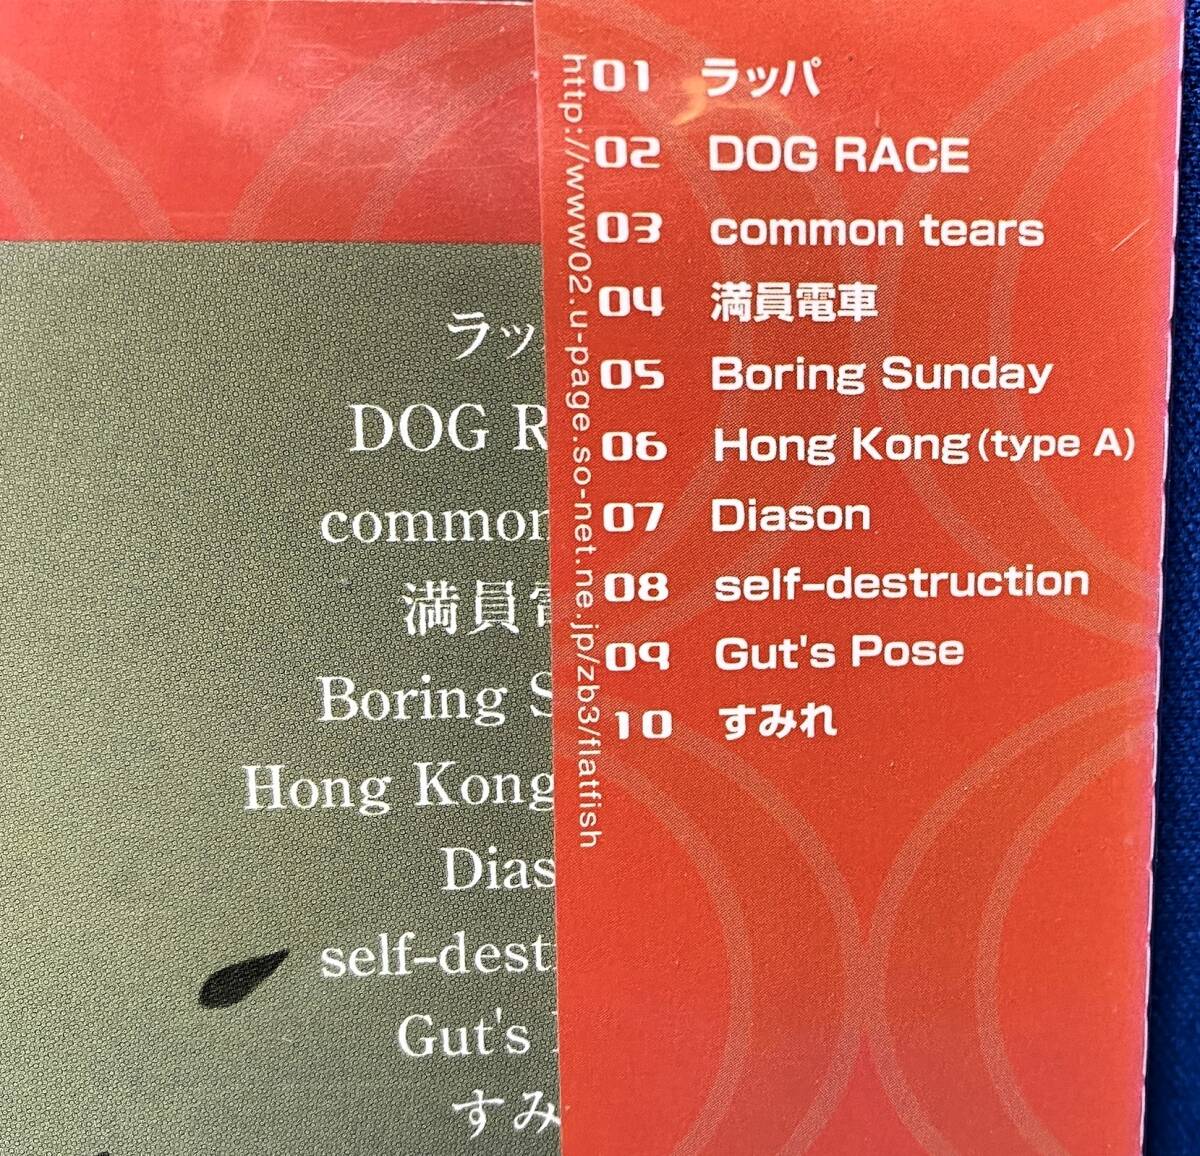 01 ラッパ
02 DOG RACE
03 common tears
04 満員電車
05 Boring Sunday
06 Hong Kong (type A)
07 Diason
08 self-destruction
09 Gut's Pose
10 すみれ
http://www02.u-page.so-net.ne.jp/zb3/flatfish
ラッ
DOG R
common
満員電
Boring S
Hong Kong
Dias
self-dest
Gut's
すみ